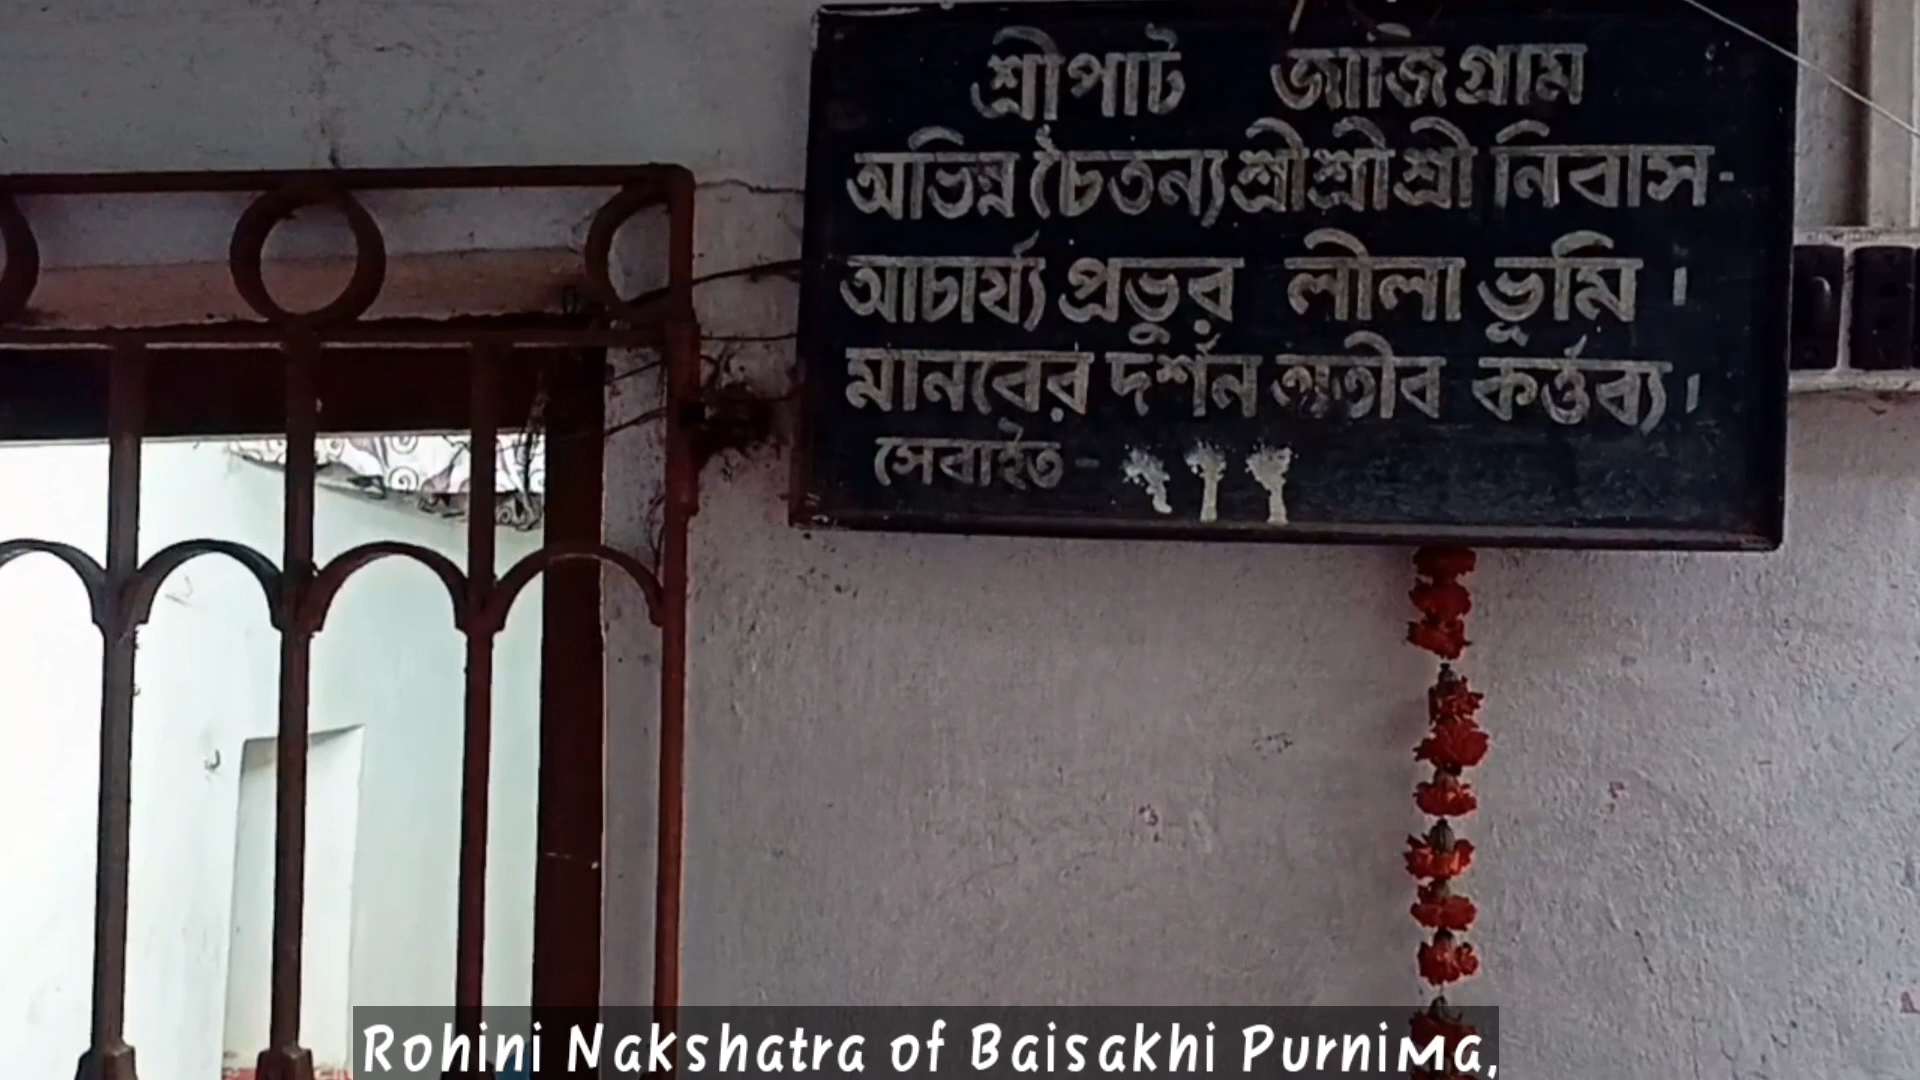 শ্রীপাট জাজিগ্রাম
অভিন্ন চৈতন্য শ্রীশ্রীশ্রী নিবাস-
আচার্য্য প্রভুর লীলা ভূমি ।
মানবের দর্শন অতীব কর্ত্তব্য ।
সেবাইত -
Rohini Nakshatra of Baisakhi Purnima,